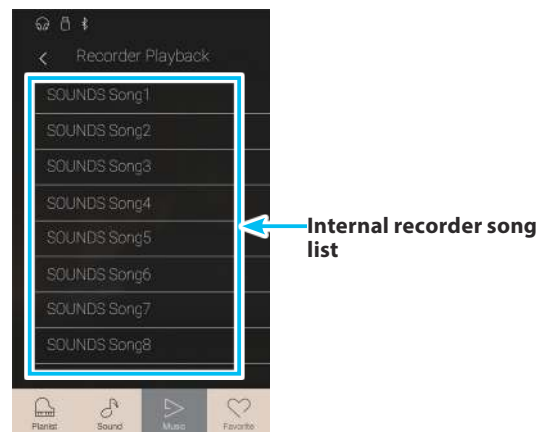 Recorder Playback
SOUNDS Song1
SOUNDS Song2
SOUNDS Song3
SOUNDS Song4
SOUNDS Song5
SOUNDS Song6
SOUNDS Song7
SOUNDS Song8
Internal recorder song
list
Pianist Sound Music Favorite